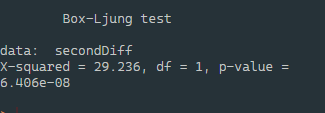 Box-Ljung test
data:  secondDiff
X-squared = 29.236, df = 1, p-value =
6.406e-08